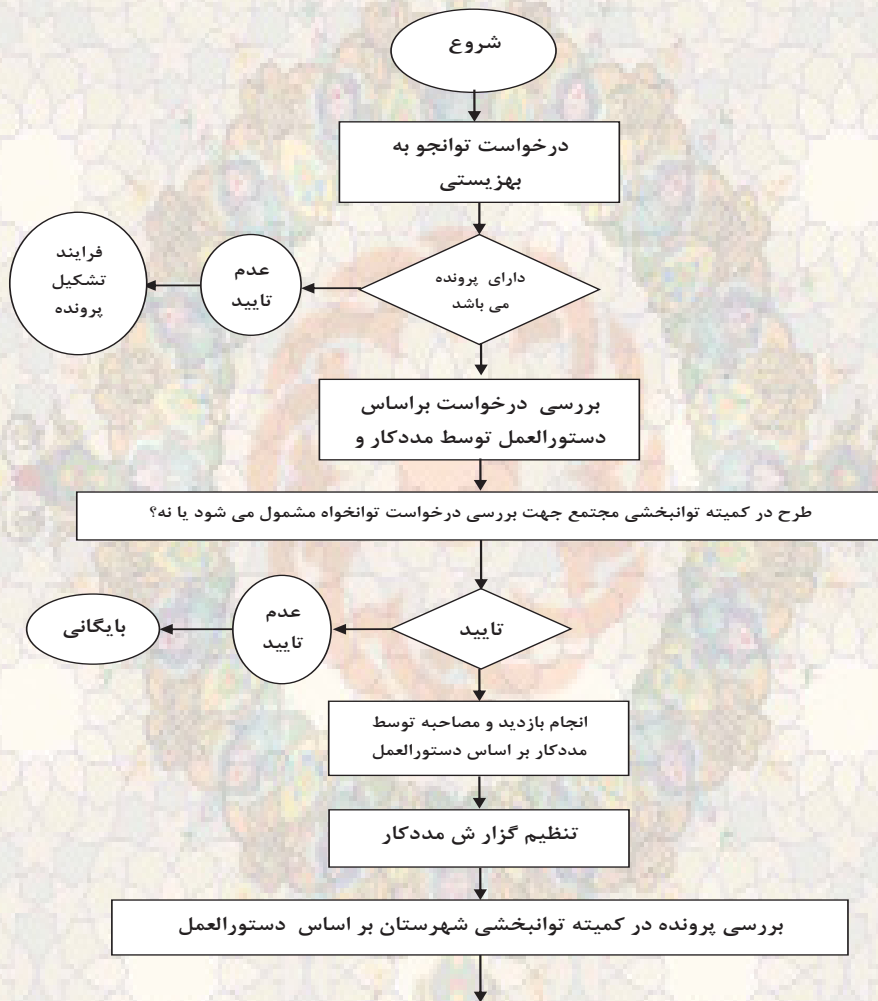 شروع
درخواست توانجو به
بهزیستی
دارای پرونده
می باشد
عدم
تایید
فرایند
تشکیل
پرونده
بررسی درخواست براساس
دستورالعمل توسط مددکار و
طرح در کمیته توانبخشی مجتمع جهت بررسی درخواست توانخواه مشمول می شود یا نه؟
تایید
عدم
تایید
بایگانی
انجام بازدید و مصاحبه توسط
مددکار بر اساس دستورالعمل
تنظیم گزار ش مددکار
بررسی پرونده در کمیته توانبخشی شهرستان بر اساس دستورالعمل